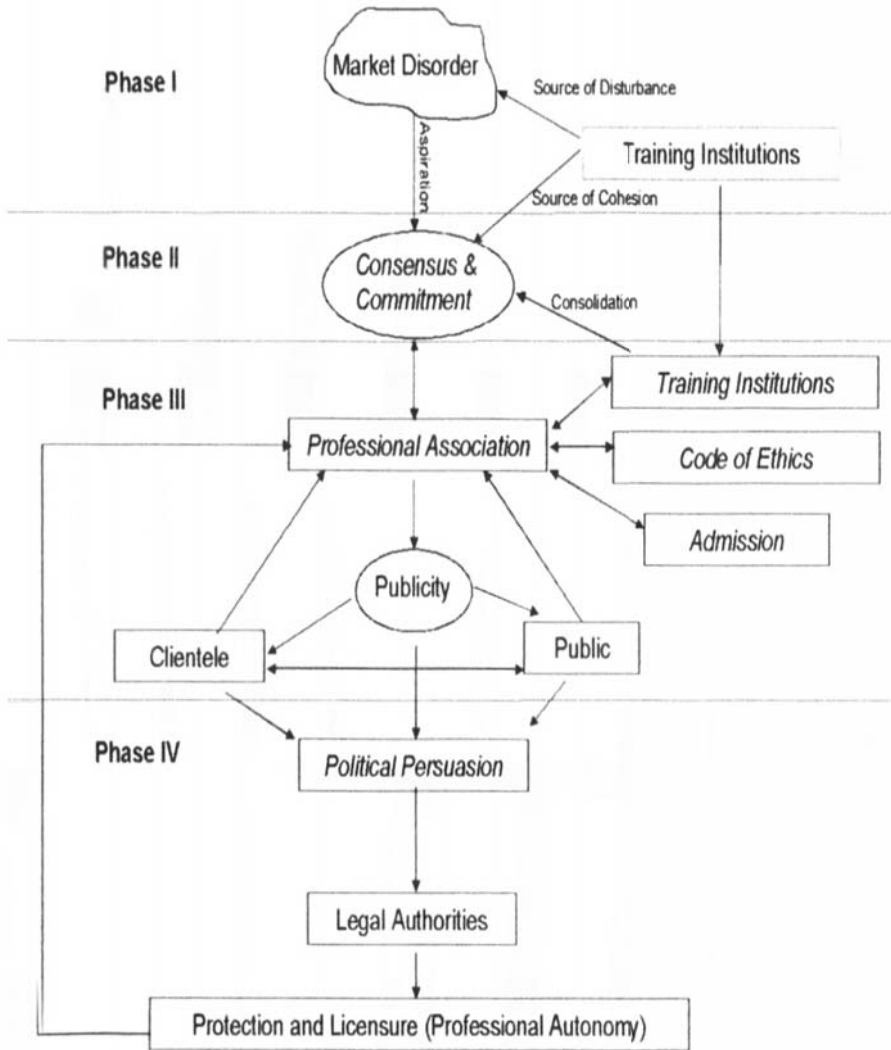 Market Disorder
Phase I
Source of Disturbance
Aspiration
Training Institutions
Source of Cohesion
Phase II
Consensus &
Commitment
Consolidation
Training Institutions
Phase III
Professional Association
Code of Ethics
Admission
Publicity
Clientele
Public
Phase IV
Political Persuasion
Legal Authorities
Protection and Licensure (Professional Autonomy)